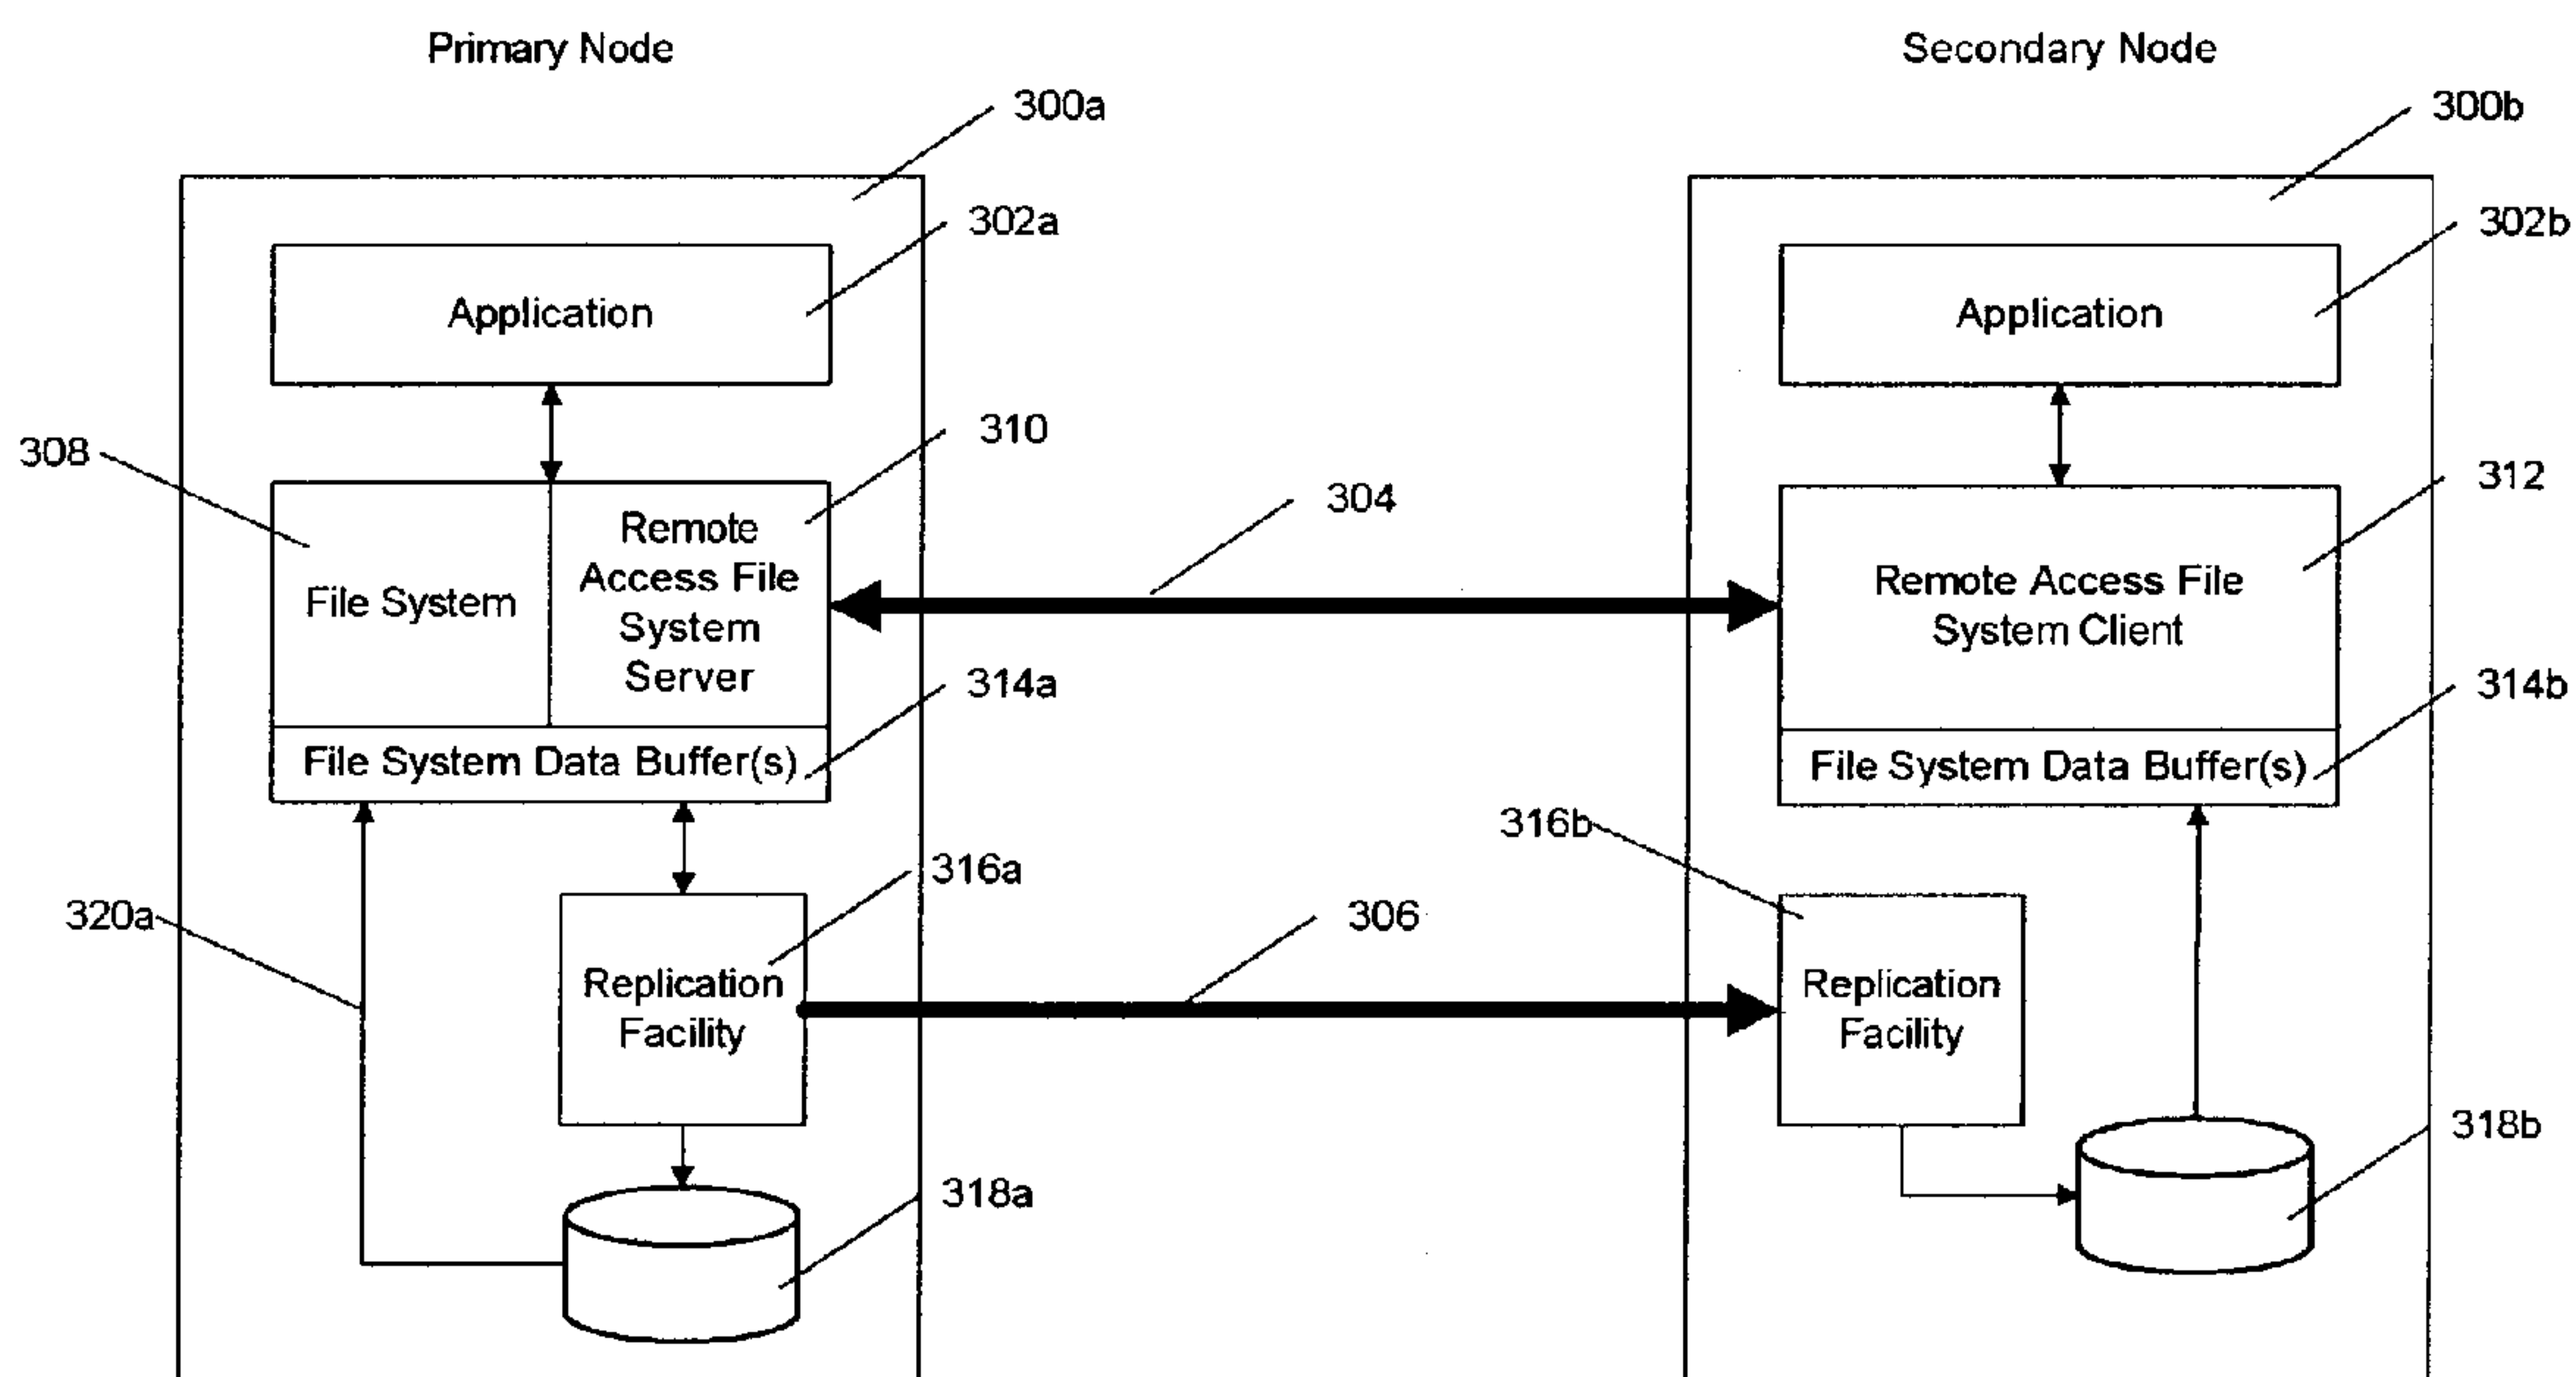 Primary Node
Secondary Node
300a
300b
302a
302b
Application
Application
308
310
304
312
File System
Remote
Access File
System
Server
Remote Access File
System Client
314a
314b
File System Data Buffer(s)
File System Data Buffer(s)
316a
316b
320a
306
Replication
Facility
Replication
Facility
318a
318b